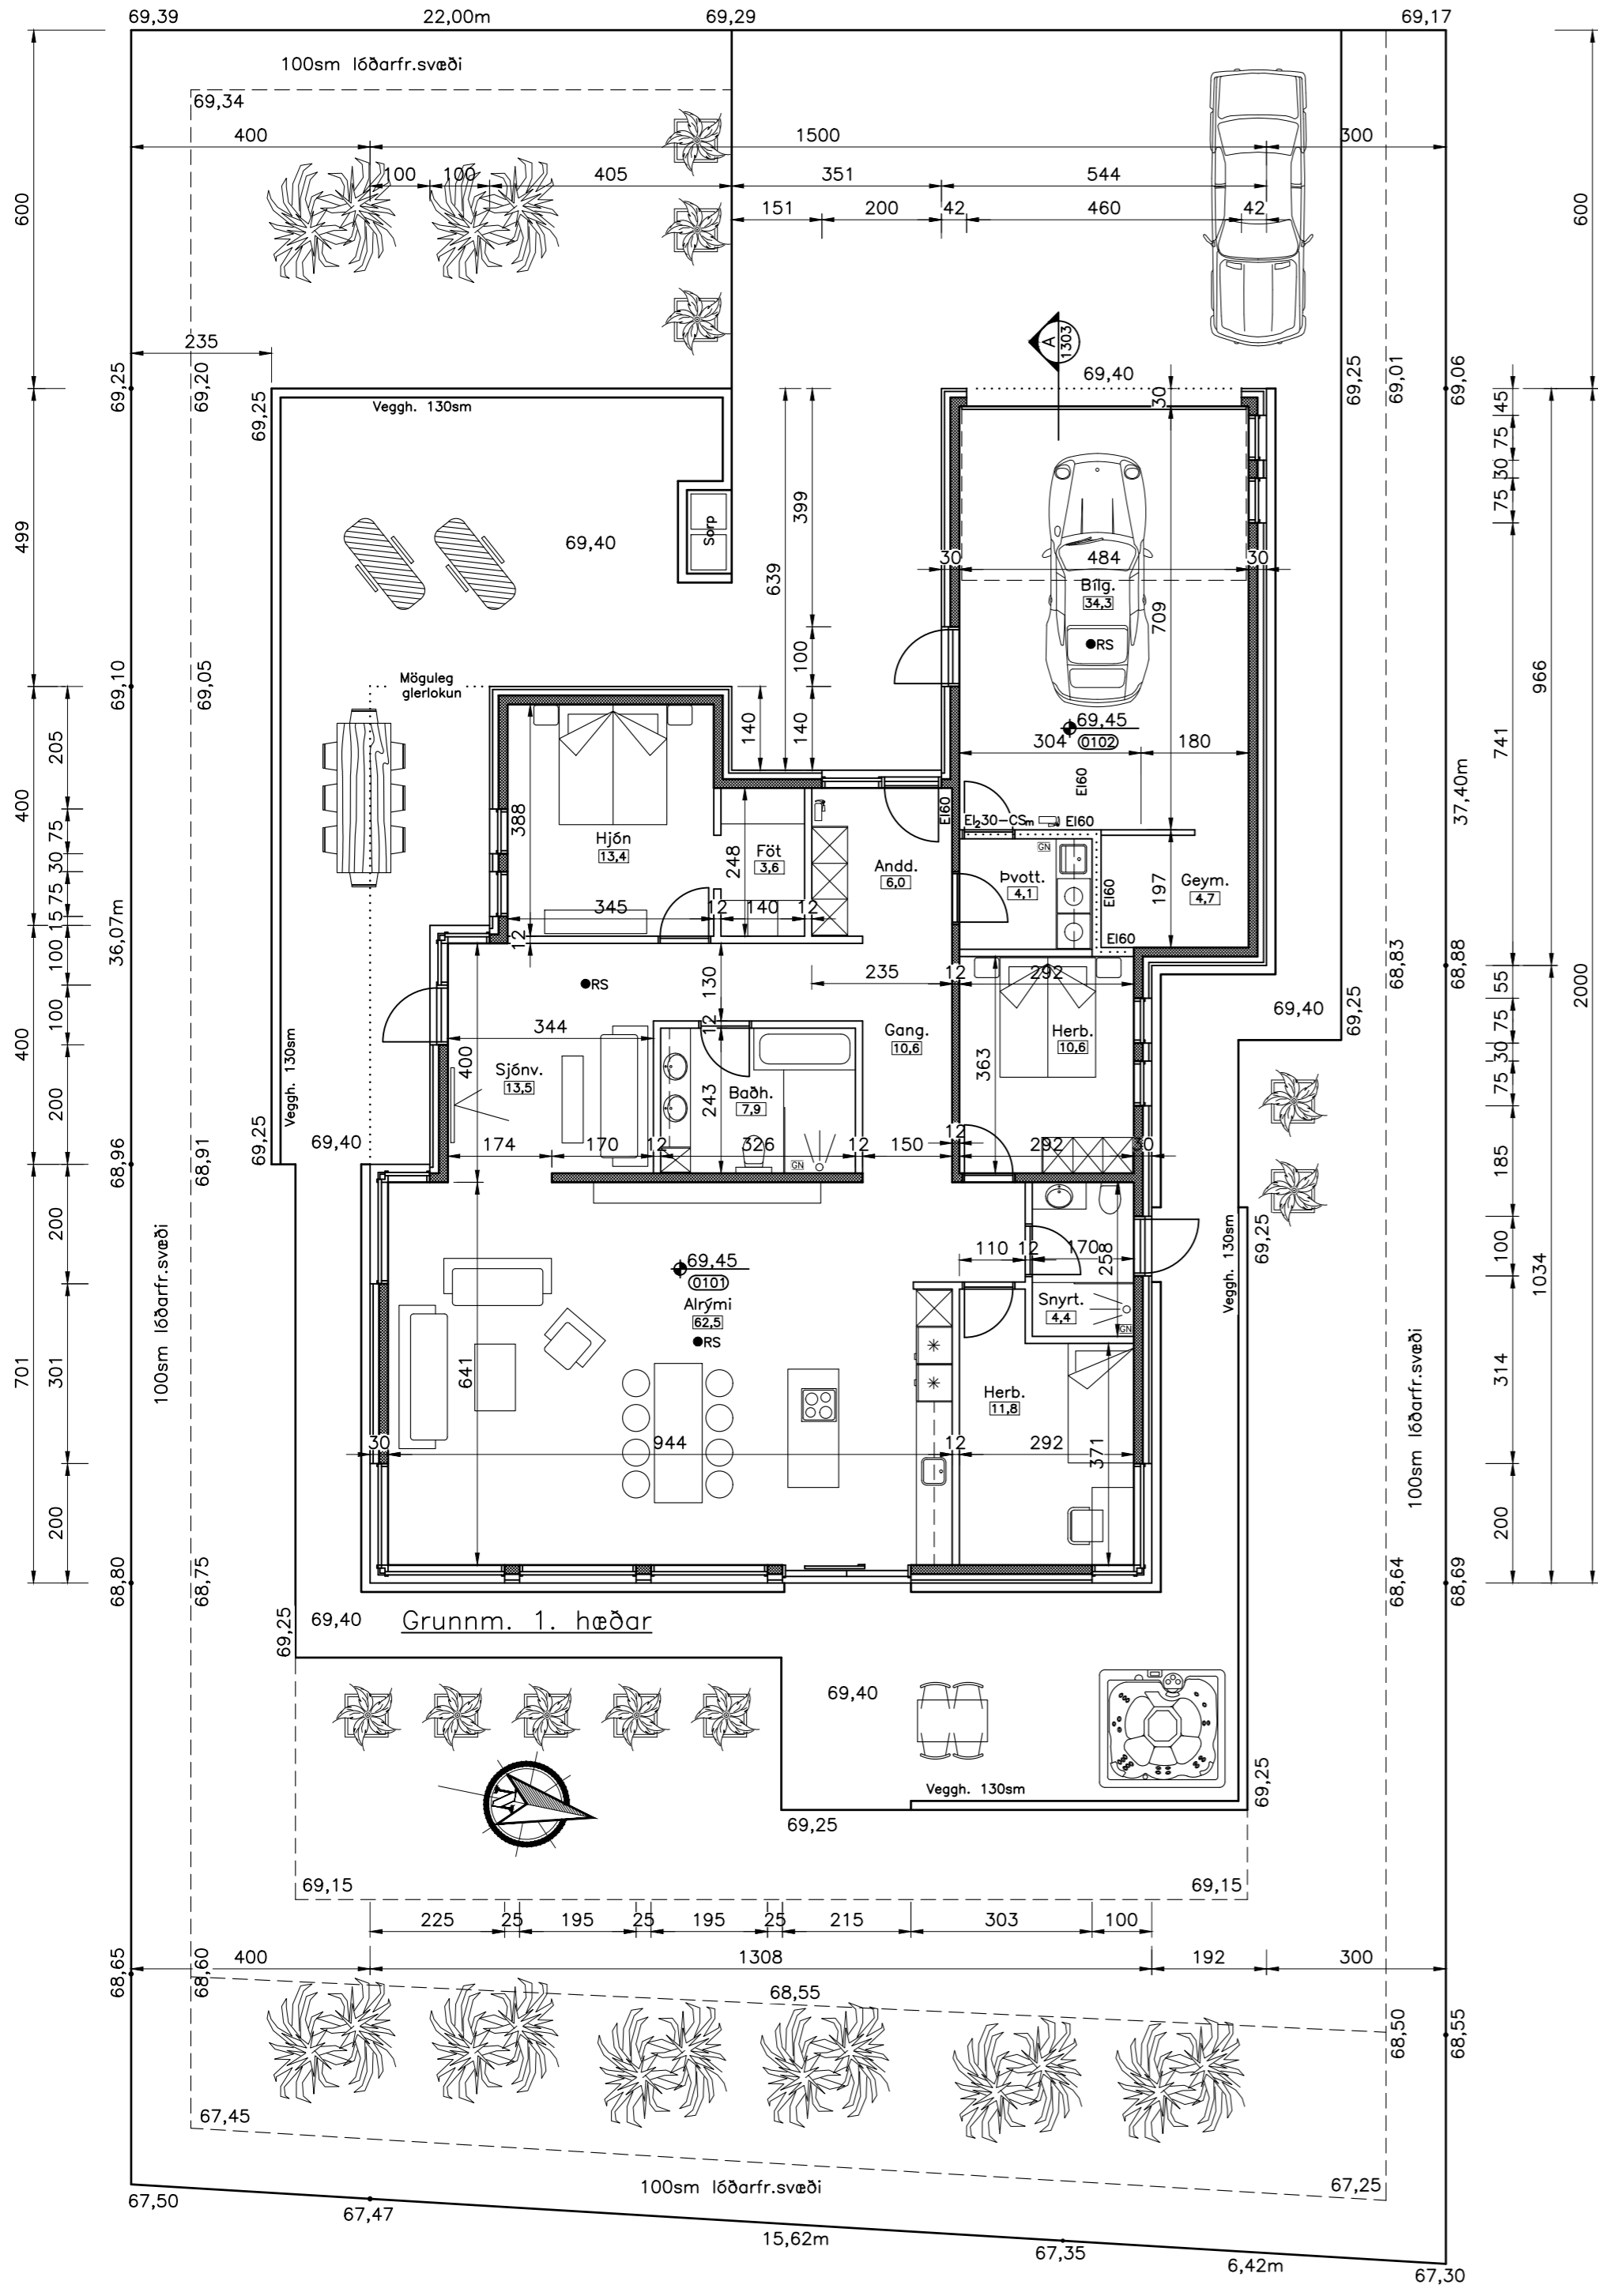 69,39 22,00m 69,29 69,17
100sm lóðarfr.svæði
69,34
400 1500 300
100 100 405 351 544
151 200 42 460 42
600 600
235
A
1303
69,25 69,20 69,25 69,40 69,25 69,01 69,06
Veggh. 130sm
30
45
75
30
75
399
499
69,40
Sorp
639
30 484 30
Bílg.
34,3
709
RS
100
966
741
69,10 69,05
Möguleg
glerlokun
140 140
69,45
0102
304 180
EI60
205
400
388
EI60
EI₂30-CSm EI60
37,40m
2000
Hjón
13,4
248
Föt
3,6
Andd.
6,0
GN
Þvott.
4,1
EI60
197
Geym.
4,7
75
30
75
15
345 12 140 12
12
EI60
36,07m
100
RS
130
235 12 292
68,83 68,88
55
69,40 69,25
100
400
344
12
Gang.
10,6
Herb.
10,6
75
30
75
Veggh. 130sm
400
Sjónv.
13,5
243
Baðh.
7,9
363
200
69,25 69,40
12
174 170 12 326 12 150 292 30
GN
185
68,96 68,91
200
69,45
0101
Alrými
62,5
RS
110 12 170
258
Veggh. 130sm
69,25
100
1034
Snyrt.
4,4
GN
100sm lóðarfr.svæði
701
301
641
Herb.
11,8
100sm lóðarfr.svæði
314
30 944 12 292
371
200 200
68,80 68,75 68,64 68,69
69,25 69,40
Grunnm. 1. hæðar
69,40
N
Veggh. 130sm
69,25
69,25
69,15 69,15
225 25 195 25 195 25 215 303 100
400 1308 192 300
68,65 68,60 68,55 68,50 68,55
67,45
100sm lóðarfr.svæði
67,25
67,50
67,47
15,62m
67,35
6,42m
67,30